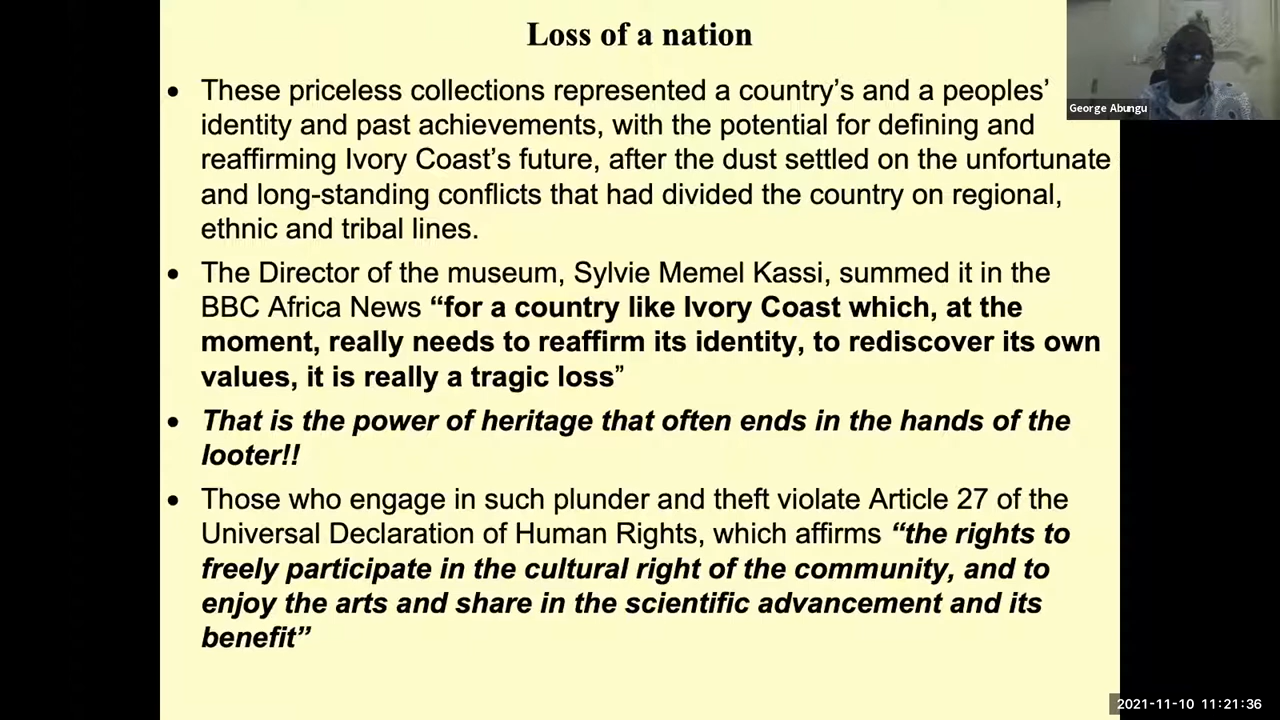 Loss of a nation
• These priceless collections represented a country's and a peoples'
identity and past achievements, with the potential for defining and
reaffirming Ivory Coast's future, after the dust settled on the unfortunate
and long-standing conflicts that had divided the country on regional,
ethnic and tribal lines.
• The Director of the museum, Sylvie Memel Kassi, summed it in the
BBC Africa News “for a country like Ivory Coast which, at the
moment, really needs to reaffirm its identity, to rediscover its own
values, it is really a tragic loss”
• That is the power of heritage that often ends in the hands of the
looter!!
• Those who engage in such plunder and theft violate Article 27 of the
Universal Declaration of Human Rights, which affirms “the rights to
freely participate in the cultural right of the community, and to
enjoy the arts and share in the scientific advancement and its
benefit”
George Abungu
2021-11-10 11:21:36